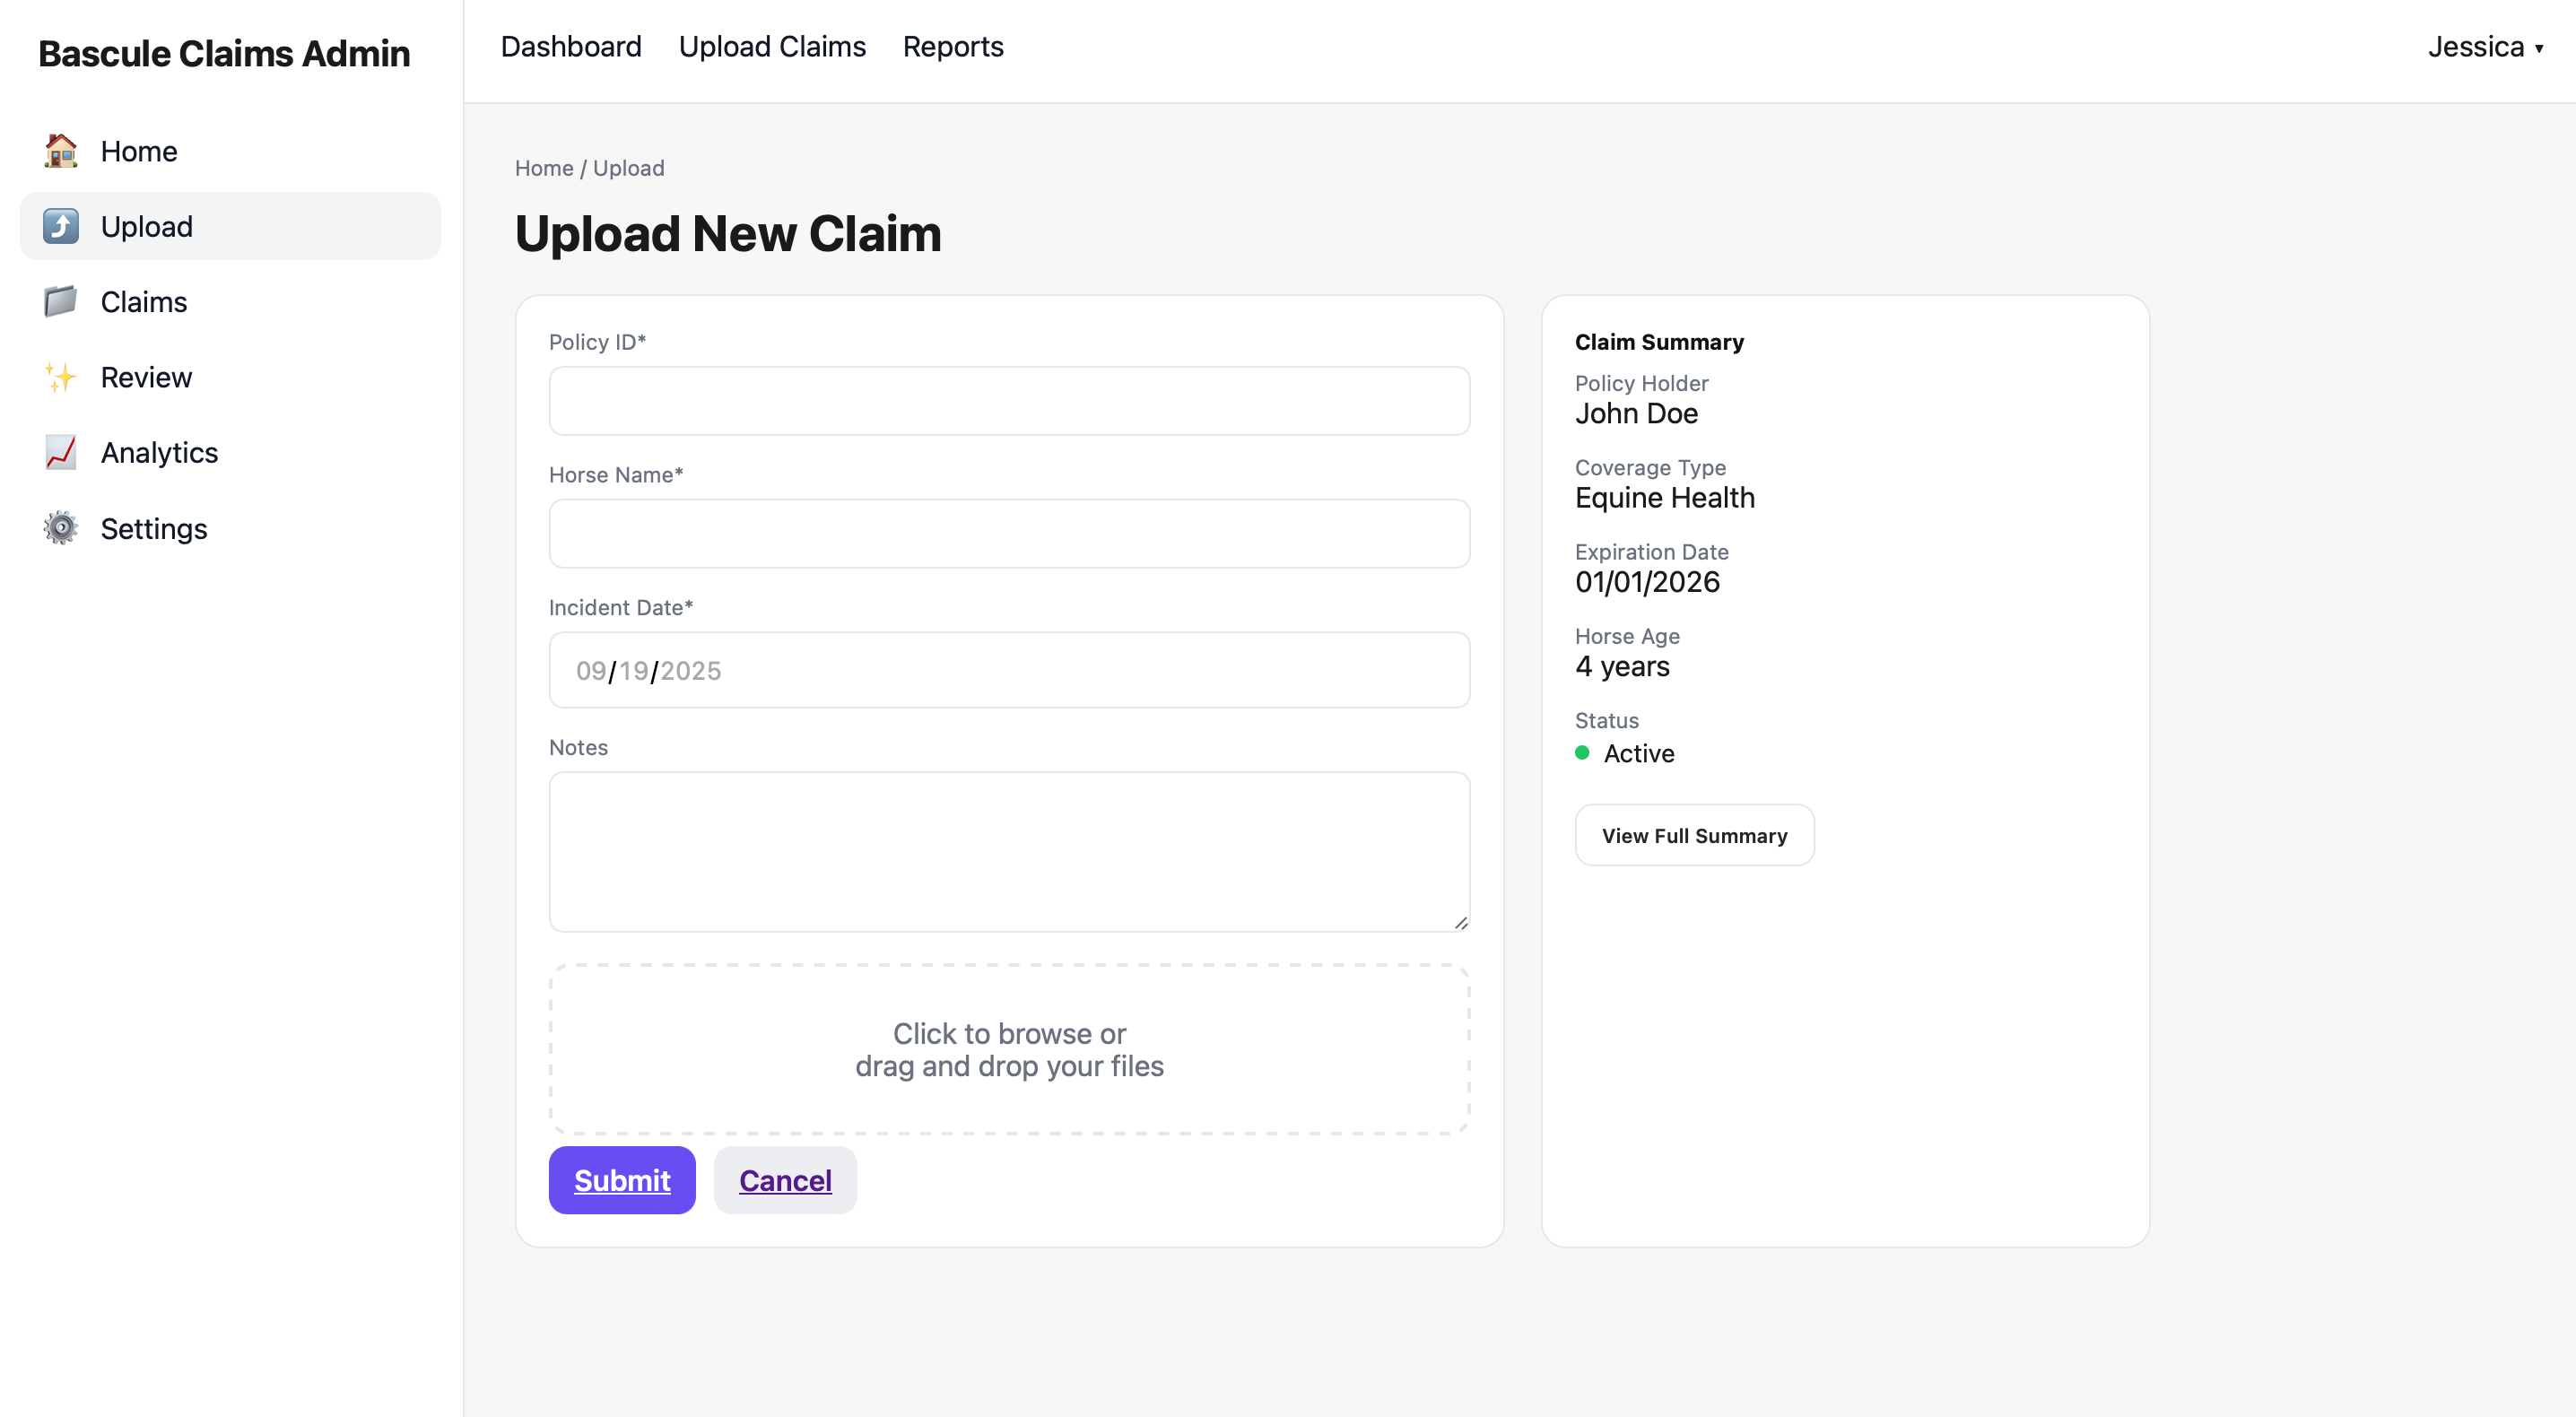 Bascule Claims Admin
Home
Upload
Claims
Review
Analytics
Settings
Dashboard
Upload Claims
Reports
Jessica ▾
Home / Upload
Upload New Claim
Policy ID*
Horse Name*
Incident Date*
09/19/2025
Notes
Click to browse or
drag and drop your files
Submit
Cancel
Claim Summary
Policy Holder
John Doe
Coverage Type
Equine Health
Expiration Date
01/01/2026
Horse Age
4 years
Status
Active
View Full Summary